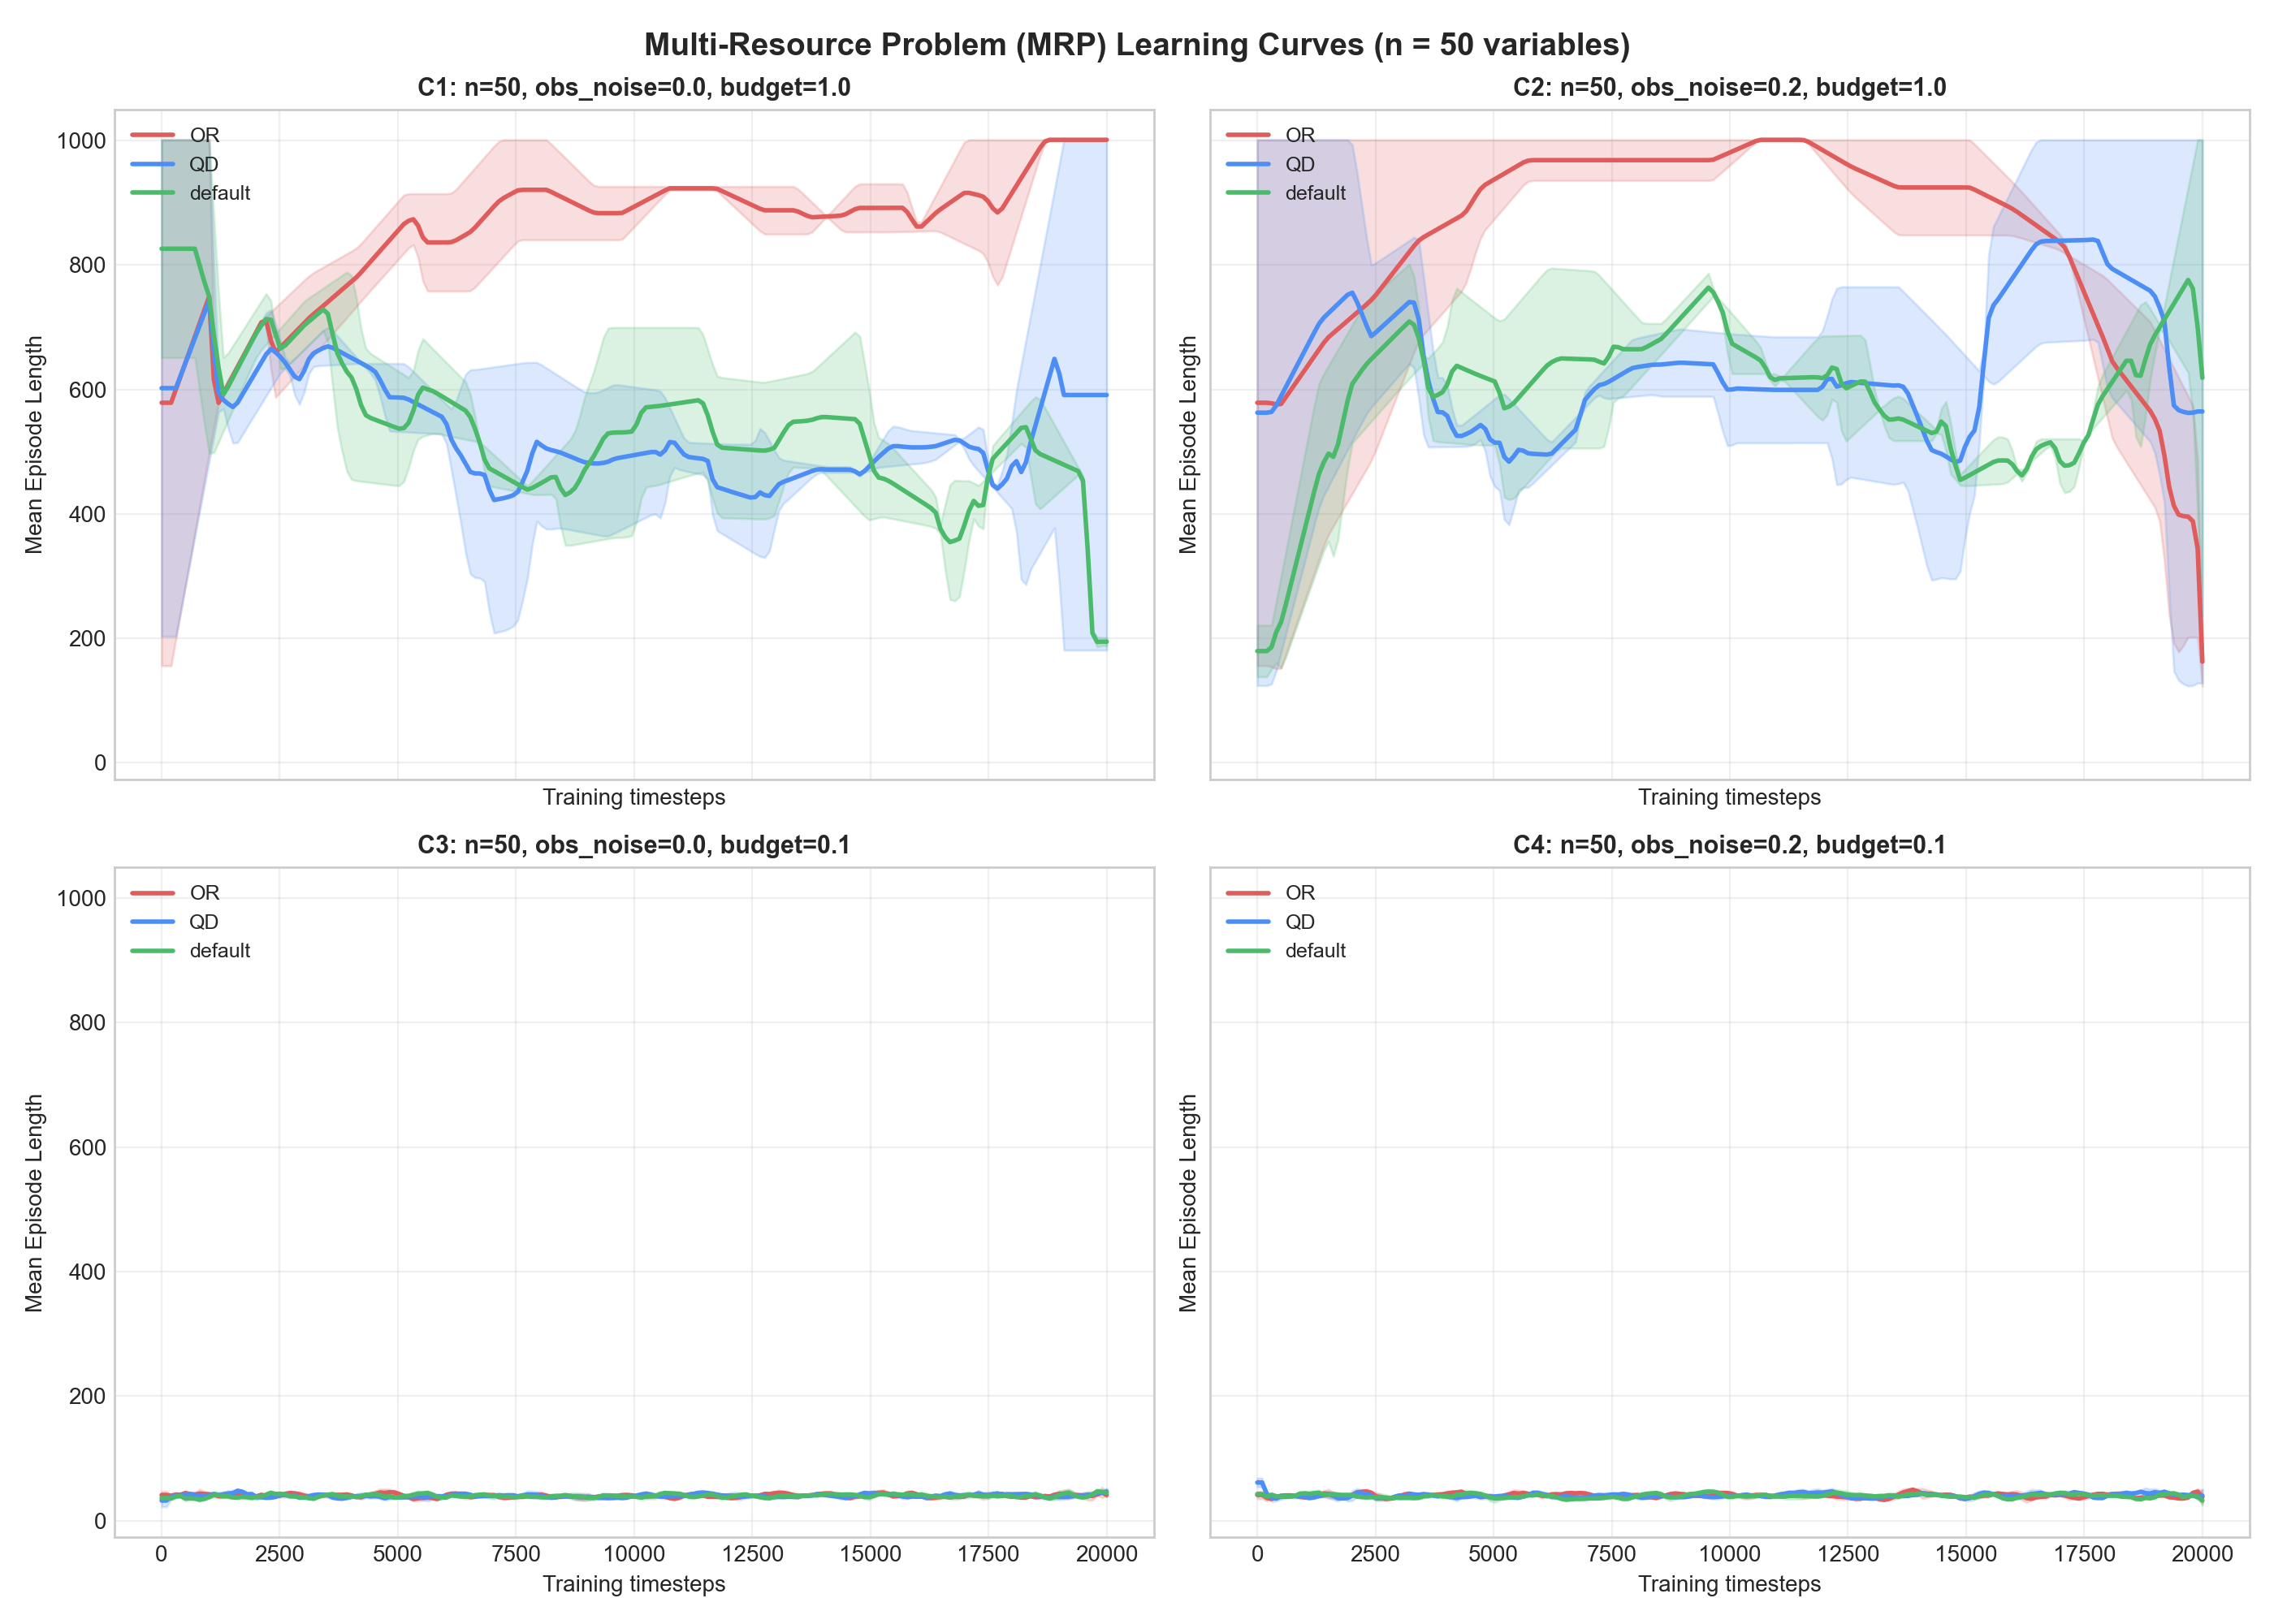 Multi-Resource Problem (MRP) Learning Curves (n = 50 variables)
C1: n=50, obs_noise=0.0, budget=1.0
OR
QD
default
1000
800
600
400
200
0
Mean Episode Length
Training timesteps
C2: n=50, obs_noise=0.2, budget=1.0
OR
QD
default
Mean Episode Length
Training timesteps
C3: n=50, obs_noise=0.0, budget=0.1
OR
QD
default
1000
800
600
400
200
0
Mean Episode Length
0 2500 5000 7500 10000 12500 15000 17500 20000
Training timesteps
C4: n=50, obs_noise=0.2, budget=0.1
OR
QD
default
Mean Episode Length
0 2500 5000 7500 10000 12500 15000 17500 20000
Training timesteps